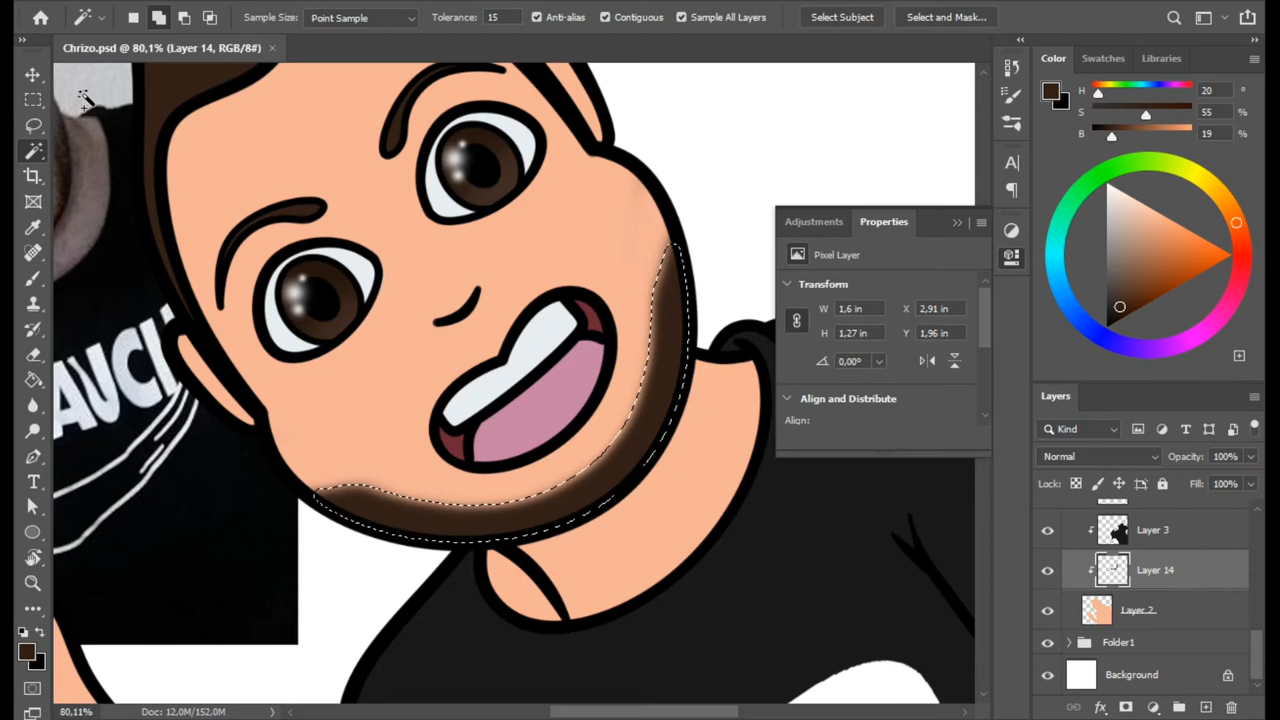 Sample Size: Point Sample Tolerance: 15 Anti-alias Contiguous Sample All Layers Select Subject Select and Mask...
Chrizo.psd @ 80,1% (Layer 14, RGB/8#) ×
Color Swatches Libraries
H 20 °
S 55 %
B 19 %
Adjustments Properties
Pixel Layer
Transform
W 1,6 in X 2,91 in
H 1,27 in Y 1,96 in
0,00°
Align and Distribute
Align:
AUCH
Layers
Kind
Normal Opacity: 100%
Lock: Fill: 100%
Layer 3
Layer 14
Layer 2
Folder1
Background
80,11% Doc: 12,0M/152,0M